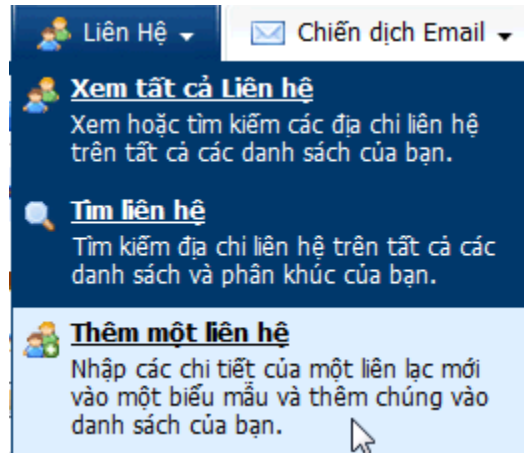 Liên Hệ
Chiến dịch Email
Xem tất cả Liên hệ
Xem hoặc tìm kiếm các địa chỉ liên hệ
trên tất cả các danh sách của bạn.
Tìm liên hệ
Tìm kiếm địa chỉ liên hệ trên tất cả các
danh sách và phân khúc của bạn.
Thêm một liên hệ
Nhập các chi tiết của một liên lạc mới
vào một biểu mẫu và thêm chúng vào
danh sách của bạn.